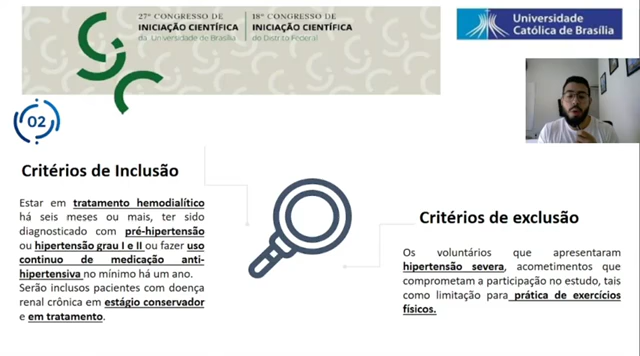 27º CONGRESSO DE
INICIAÇÃO CIENTÍFICA
da Universidade de Brasília
18º CONGRESSO DE
INICIAÇÃO CIENTÍFICA
do Distrito Federal
Universidade
Católica de Brasília
02
Critérios de Inclusão
Estar em tratamento hemodialítico
há seis meses ou mais, ter sido
diagnosticado com pré-hipertensão
ou hipertensão grau I e II ou fazer uso
continuo de medicação anti-
hipertensiva no mínimo há um ano.
Serão inclusos pacientes com doença
renal crônica em estágio conservador
e em tratamento.
Critérios de exclusão
Os voluntários que apresentaram
hipertensão severa, acometimentos que
comprometam a participação no estudo, tais
como limitação para prática de exercícios
físicos.